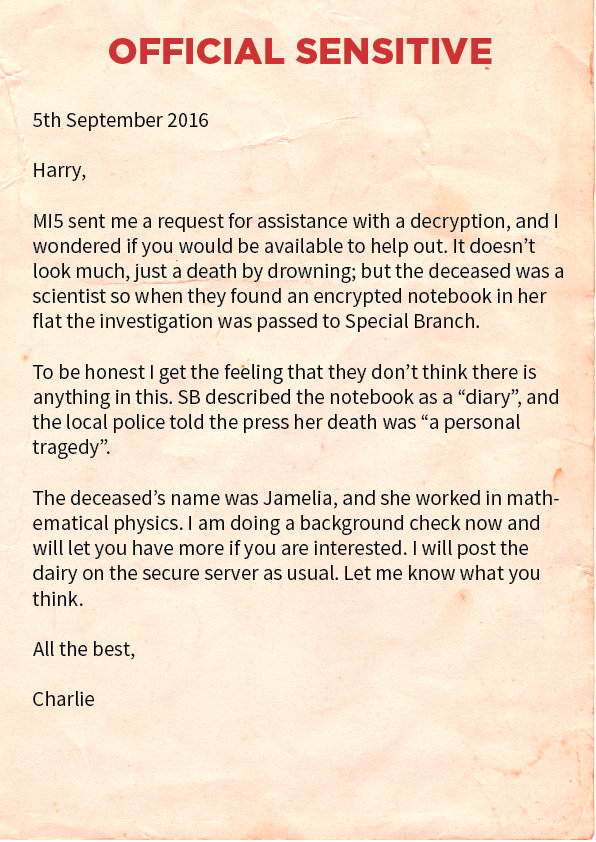 OFFICIAL SENSITIVE
5th September 2016
Harry,
MI5 sent me a request for assistance with a decryption, and I
wondered if you would be available to help out. It doesn’t
look much, just a death by drowning; but the deceased was a
scientist so when they found an encrypted notebook in her
flat the investigation was passed to Special Branch.
To be honest I get the feeling that they don’t think there is
anything in this. SB described the notebook as a “diary”, and
the local police told the press her death was “a personal
tragedy”.
The deceased’s name was Jamelia, and she worked in math-
ematical physics. I am doing a background check now and
will let you have more if you are interested. I will post the
dairy on the secure server as usual. Let me know what you
think.
All the best,
Charlie